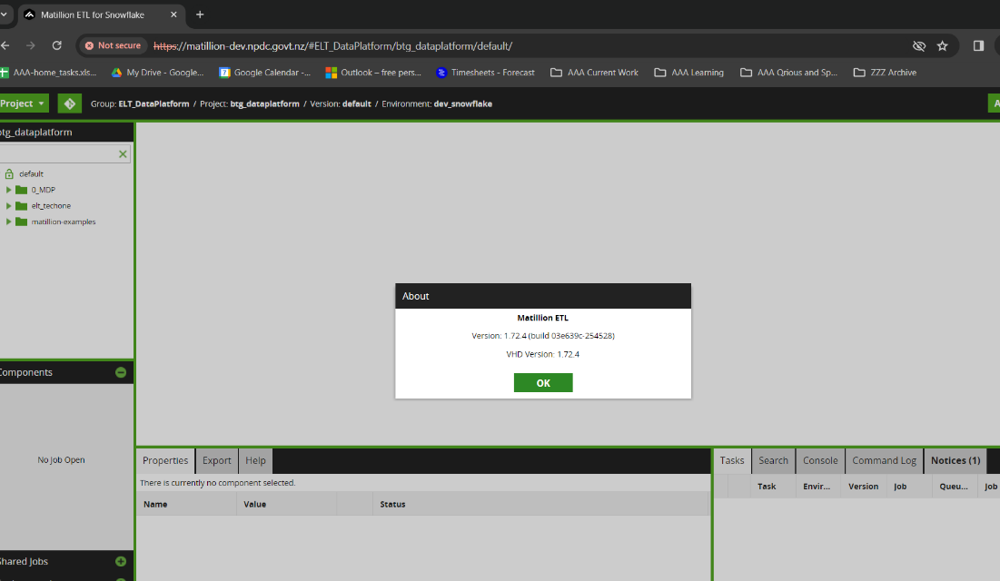 Matillion ETL for Snowflake
Not secure https://matillion-dev.npdc.govt.nz/#ELT_DataPlatform/btg_dataplatform/default/
AAA-home_tasks.xls... My Drive - Google... Google Calendar -... Outlook – free pers... Timesheets - Forecast AAA Current Work AAA Learning AAA Qrious and Sp... ZZZ Archive
Project Group: ELT_DataPlatform / Project: btg_dataplatform / Version: default / Environment: dev_snowflake A
btg_dataplatform
default
0_MDP
elt_techone
matillion-examples
About
Matillion ETL
Version: 1.72.4 (build 03e639c-254528)
VHD Version: 1.72.4
OK
Components
No Job Open
Shared Jobs
Properties Export Help
There is currently no component selected.
Name Value Status
Tasks Search Console Command Log Notices (1)
Task Envir... Version Job Queu... Job